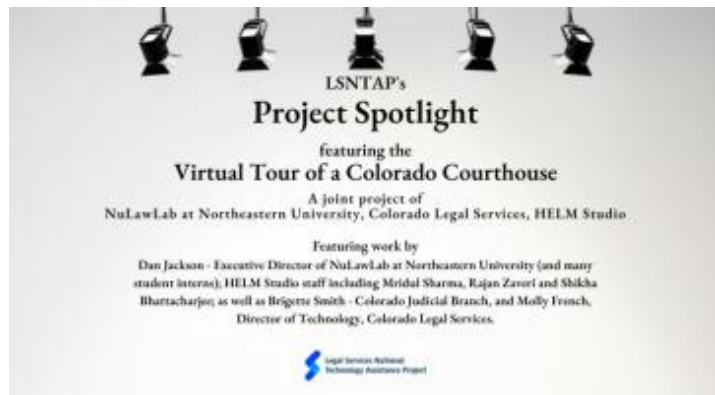 LSNTAP's
Project Spotlight
featuring the
Virtual Tour of a Colorado Courthouse
A joint project of
NuLawLab at Northeastern University, Colorado Legal Services, HELM Studio
Featuring work by
Dan Jackson - Executive Director of NuLawLab at Northeastern University (and many
student interns); HELM Studio staff including Mridul Sharma, Rajan Zaveri and Shikha
Bhattacharjee; as well as Brigette Smith - Colorado Judicial Branch, and Molly French,
Director of Technology, Colorado Legal Services.
Legal Services National
Technology Assistance Project